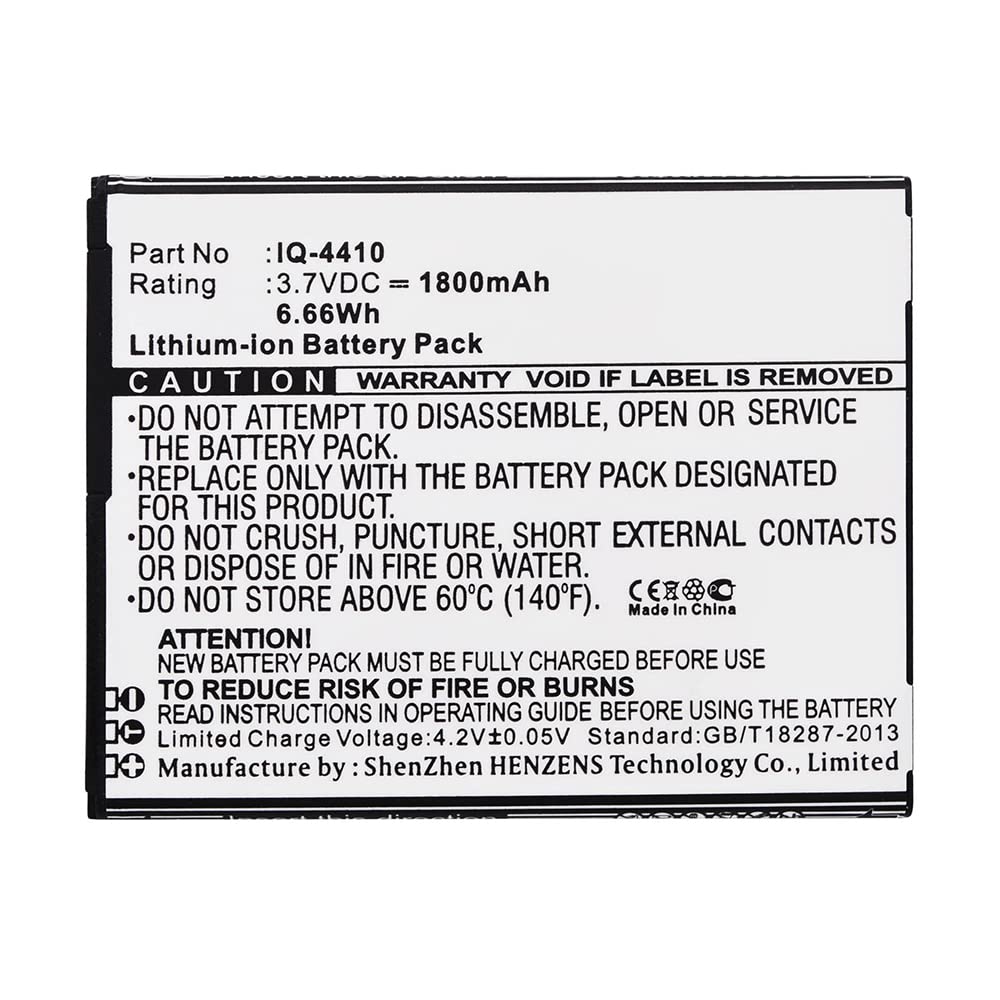 Part No :IQ-4410
Rating :3.7VDC 1800mAh
6.66Wh
Lithium-ion Battery Pack
CAUTION WARRANTY VOID IF LABEL IS REMOVED
•DO NOT ATTEMPT TO DISASSEMBLE, OPEN OR SERVICE
THE BATTERY PACK.
•REPLACE ONLY WITH THE BATTERY PACK DESIGNATED
FOR THIS PRODUCT.
•DO NOT CRUSH, PUNCTURE, SHORT EXTERNAL CONTACTS
OR DISPOSED OF IN FIRE OR WATER.
•DO NOT STORE ABOVE 60°C (140°F).
CE
Made In China
ATTENTION!
NEW BATTERY PACK MUST BE FULLY CHARGED BEFORE USE
TO REDUCE RISK OF FIRE OR BURNS
READ INSTRUCTIONS IN OPERATING GUIDE BEFORE USING THE BATTERY
Limited Charge Voltage:4.2V±0.05V Standard:GB/T18287-2013
Manufacture by : ShenZhen HENZENS Technology Co., Limited
Insert this direction